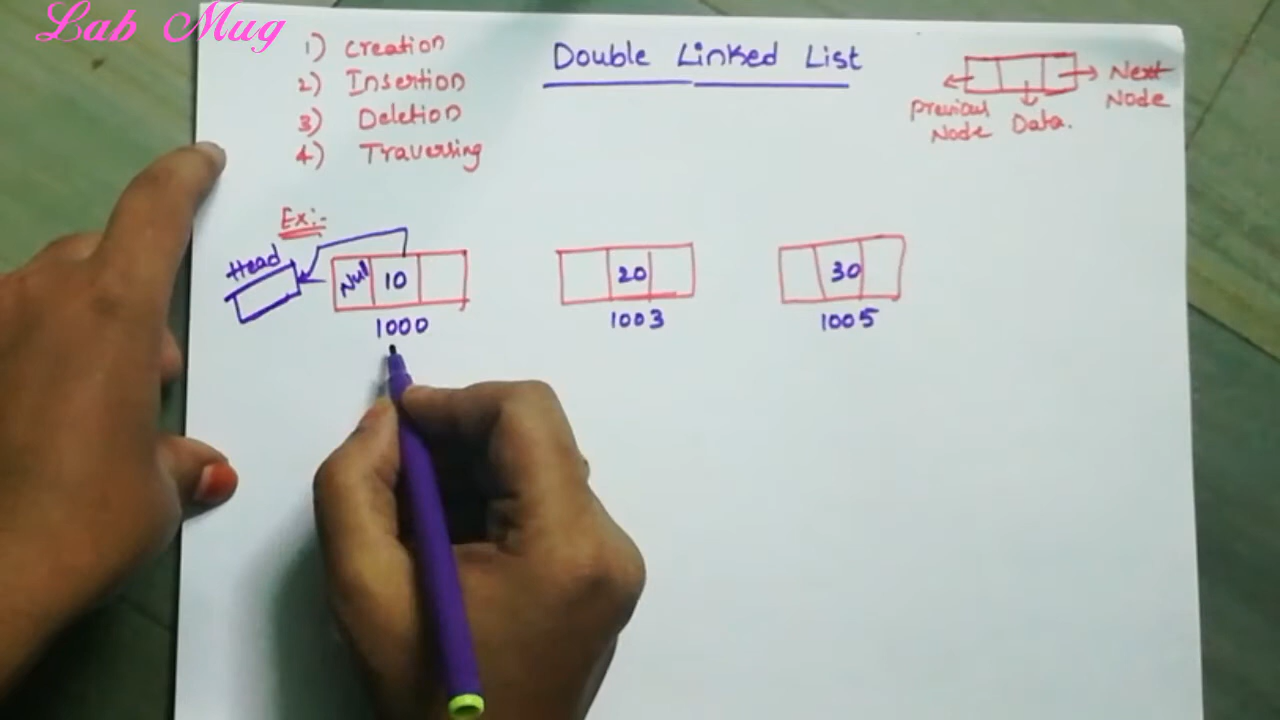 Lab Mug
Double Linked List
1) Creation
2) Insertion
3) Deletion
4) Traversing
Previous Node
Data.
Next Node
Ex:-
Head
Null 10
1000
20
1003
30
1005